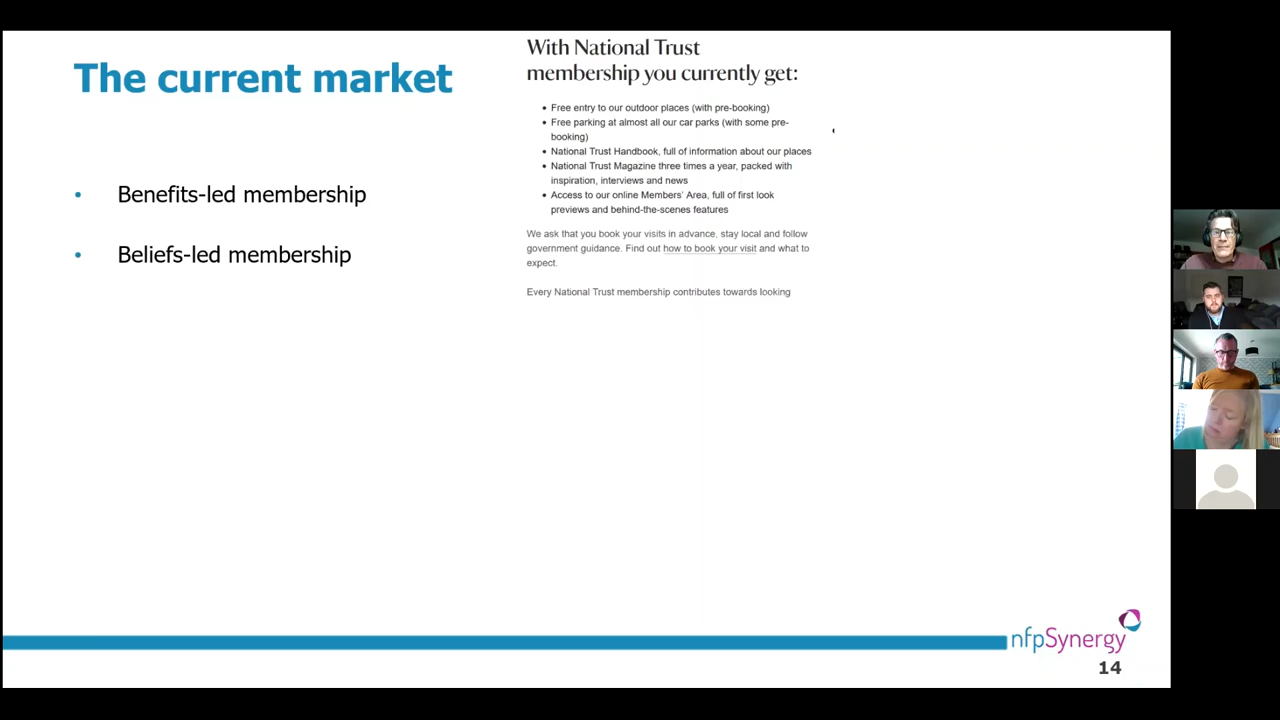 The current market
• Benefits-led membership
• Beliefs-led membership
With National Trust
membership you currently get:
• Free entry to our outdoor places (with pre-booking)
• Free parking at almost all our car parks (with some pre-
booking)
• National Trust Handbook, full of information about our places
• National Trust Magazine three times a year, packed with
inspiration, interviews and news
• Access to our online Members' Area, full of first look
previews and behind-the-scenes features
We ask that you book your visits in advance, stay local and follow
government guidance. Find out how to book your visit and what to
expect.
Every National Trust membership contributes towards looking
nfpSynergy
14